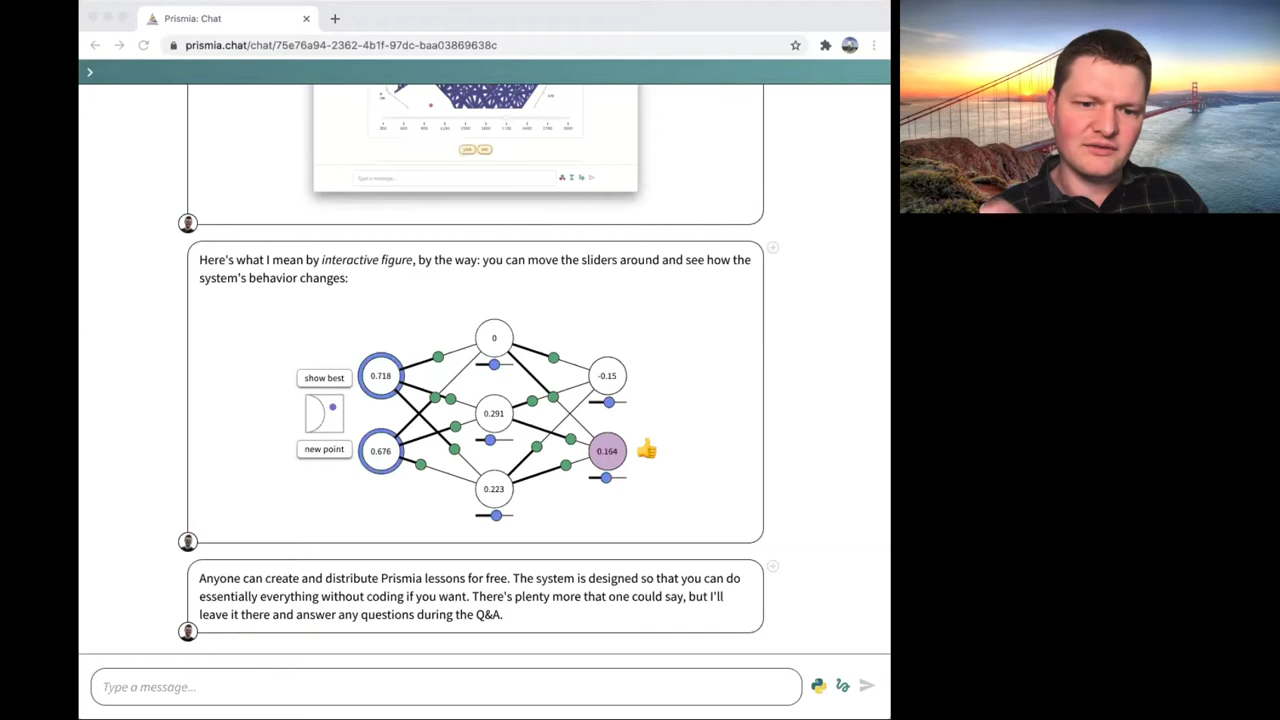 Prismia: Chat
prismia.chat/chat/75e76a94-2362-4b1f-97dc-baa03869638c
Type a message...
Here's what I mean by interactive figure, by the way: you can move the sliders around and see how the
system's behavior changes:
0
show best
0.718
-0.15
0.291
new point
0.676
0.164
0.223
Anyone can create and distribute Prismia lessons for free. The system is designed so that you can do
essentially everything without coding if you want. There's plenty more that one could say, but I'll
leave it there and answer any questions during the Q&A.
Type a message...